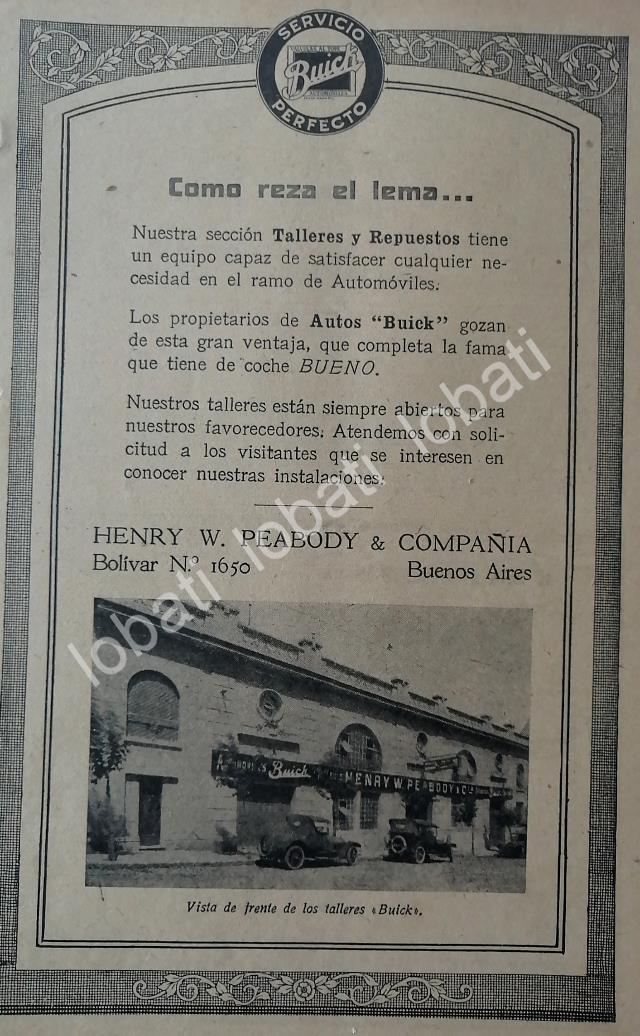 SERVICIO
Buick
PERFECTO
Como reza el lema...
Nuestra sección Talleres y Repuestos tiene
un equipo capaz de satisfacer cualquier ne-
cesidad en el ramo de Automóviles.
Los propietarios de Autos "Buick" gozan
de esta gran ventaja, que completa la fama
que tiene de coche BUENO.
Nuestros talleres están siempre abiertos para
nuestros favorecedores. Atendemos con soli-
citud a los visitantes que se interesen en
conocer nuestras instalaciones.
HENRY W. PEABODY & COMPAÑIA
Bolívar N.º 1650 Buenos Aires
lobati lobati lobati
Buick HENRY W. PEABODY & Cia
Vista de frente de los talleres «Buick».